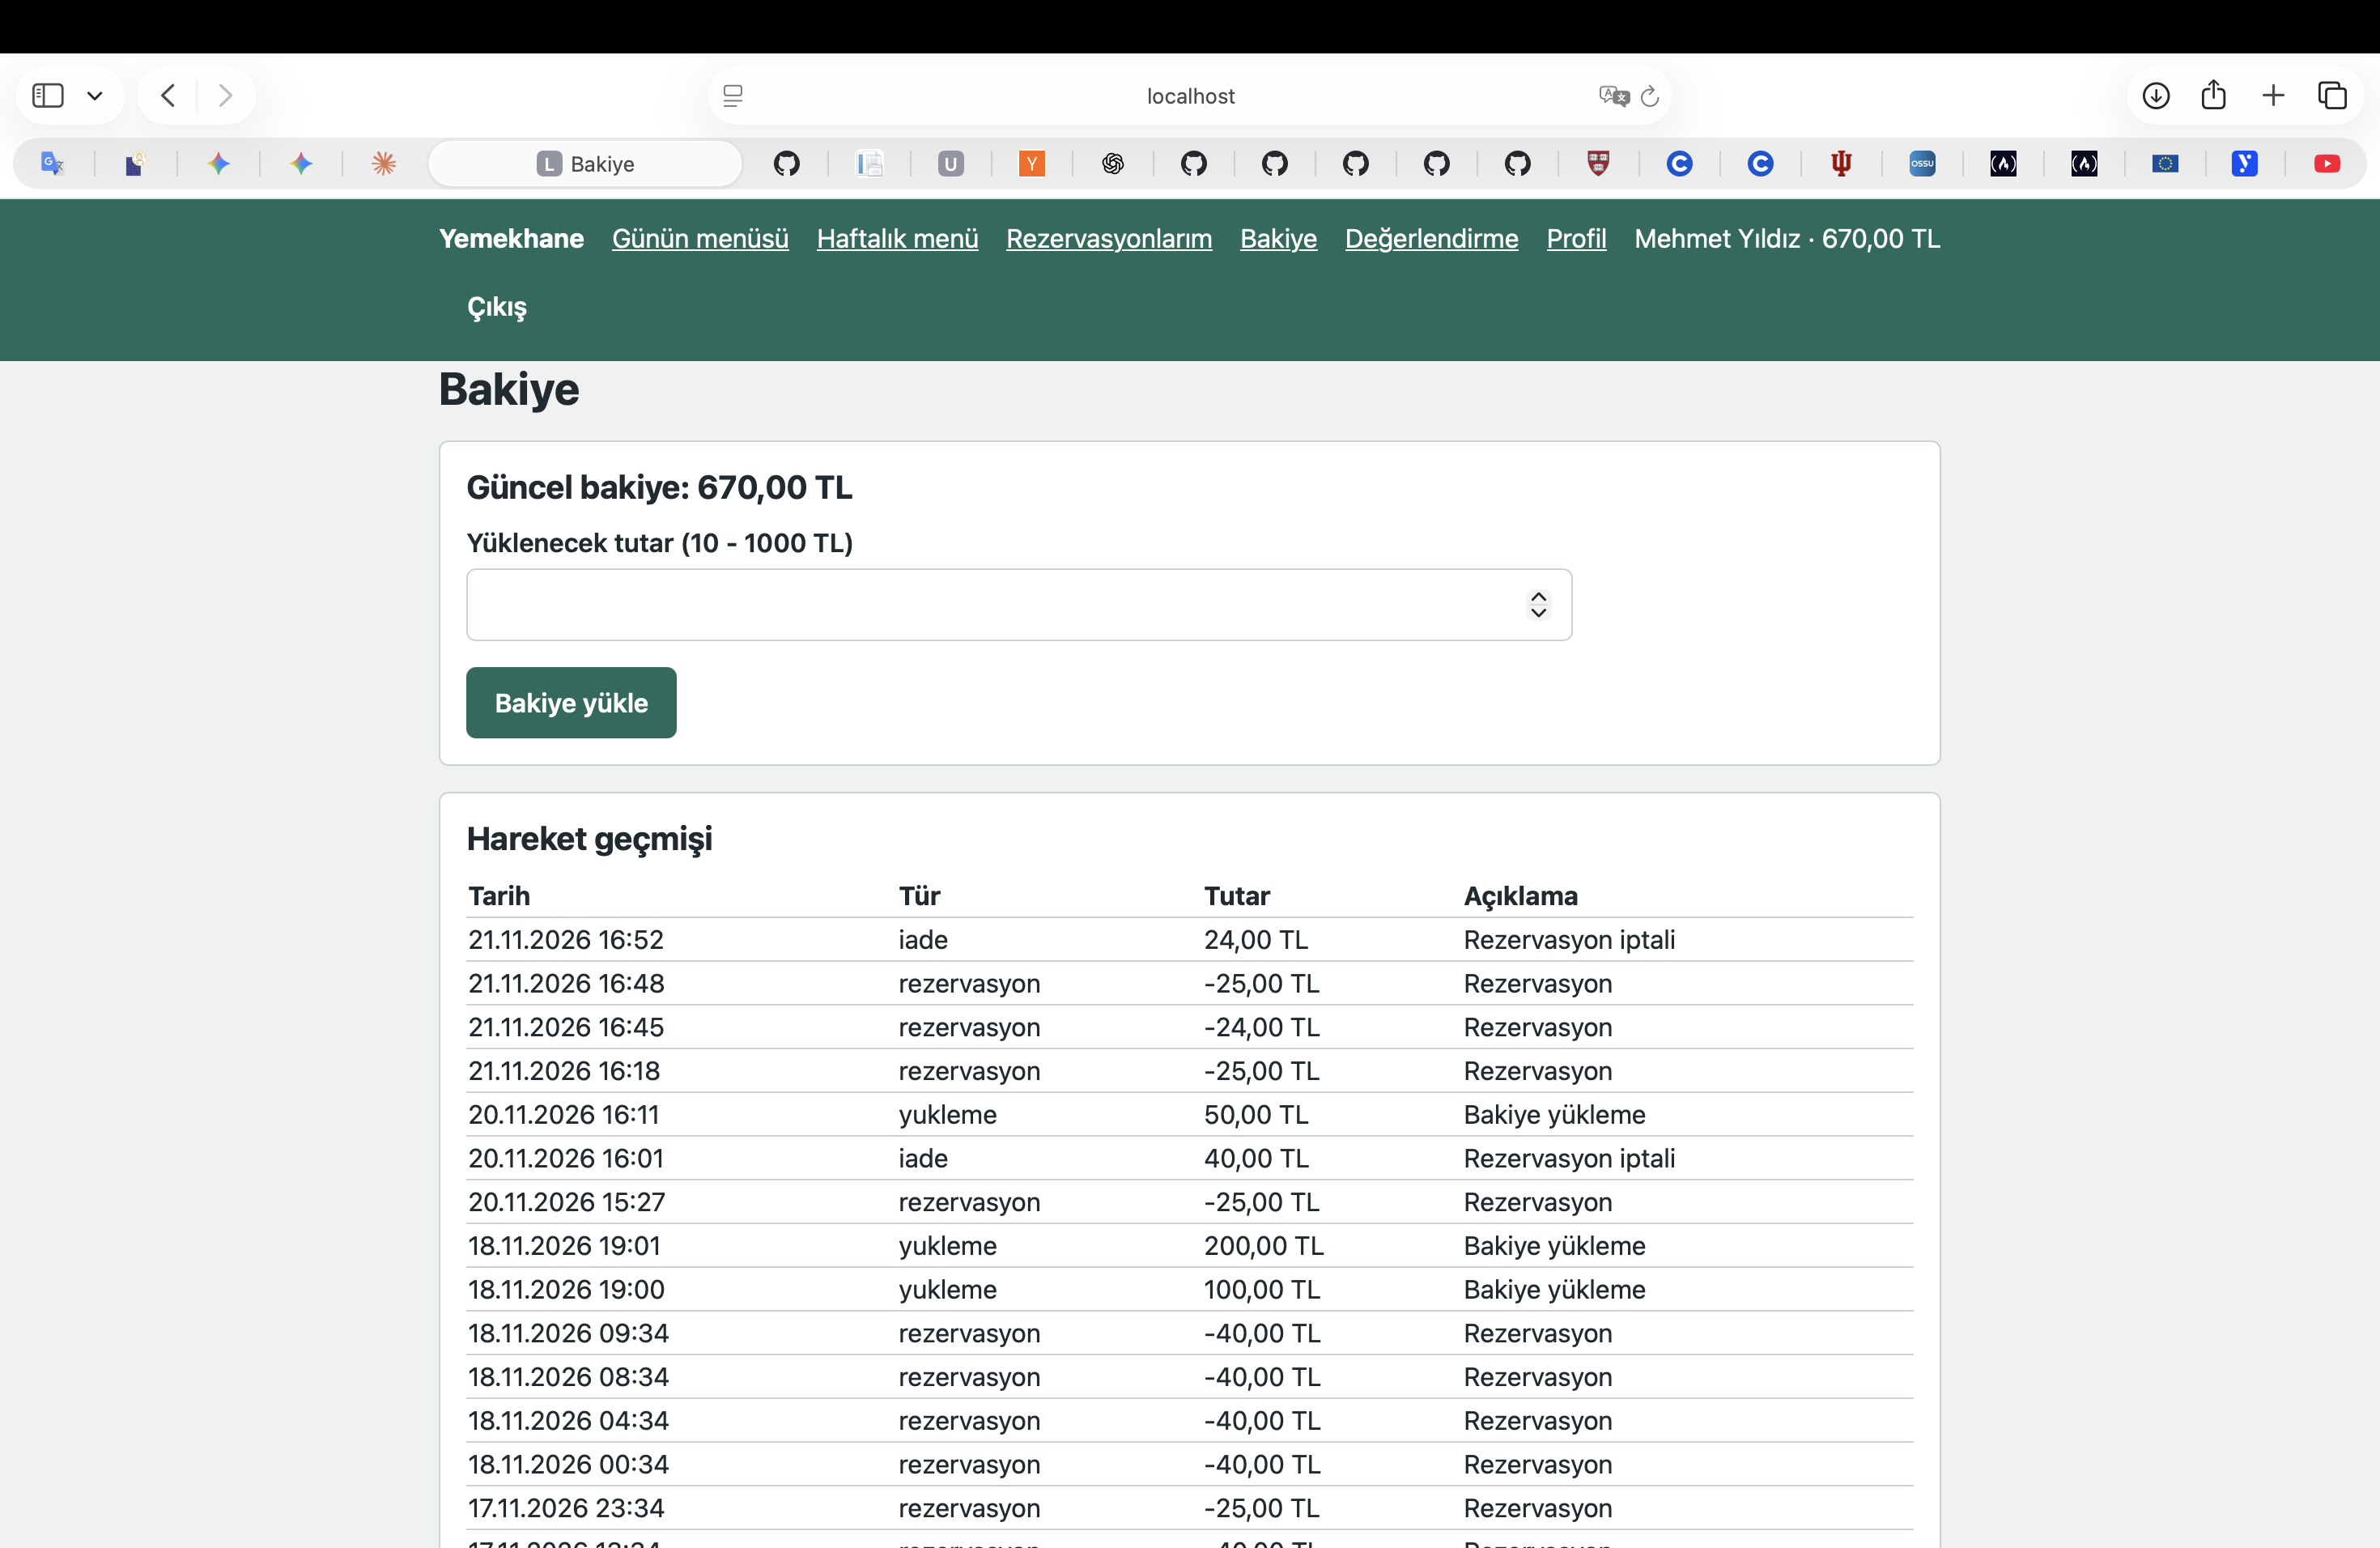 localhost
L Bakiye
U
Y
OSSU
Yemekhane Günün menüsü Haftalık menü Rezervasyonlarım Bakiye Değerlendirme Profil Mehmet Yıldız · 670,00 TL
Çıkış
Bakiye
Güncel bakiye: 670,00 TL
Yüklenecek tutar (10 - 1000 TL)
Bakiye yükle
Hareket geçmişi
Tarih Tür Tutar Açıklama
21.11.2026 16:52 iade 24,00 TL Rezervasyon iptali
21.11.2026 16:48 rezervasyon -25,00 TL Rezervasyon
21.11.2026 16:45 rezervasyon -24,00 TL Rezervasyon
21.11.2026 16:18 rezervasyon -25,00 TL Rezervasyon
20.11.2026 16:11 yukleme 50,00 TL Bakiye yükleme
20.11.2026 16:01 iade 40,00 TL Rezervasyon iptali
20.11.2026 15:27 rezervasyon -25,00 TL Rezervasyon
18.11.2026 19:01 yukleme 200,00 TL Bakiye yükleme
18.11.2026 19:00 yukleme 100,00 TL Bakiye yükleme
18.11.2026 09:34 rezervasyon -40,00 TL Rezervasyon
18.11.2026 08:34 rezervasyon -40,00 TL Rezervasyon
18.11.2026 04:34 rezervasyon -40,00 TL Rezervasyon
18.11.2026 00:34 rezervasyon -40,00 TL Rezervasyon
17.11.2026 23:34 rezervasyon -25,00 TL Rezervasyon